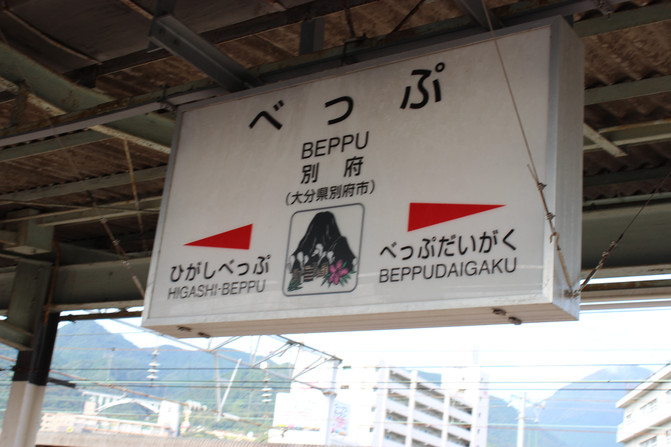 べっぷ
BEPPU
別府
(大分県別府市)
ひがしべっぷ
HIGASHI-BEPPU
べっぷだいがく
BEPPUDAIGAKU